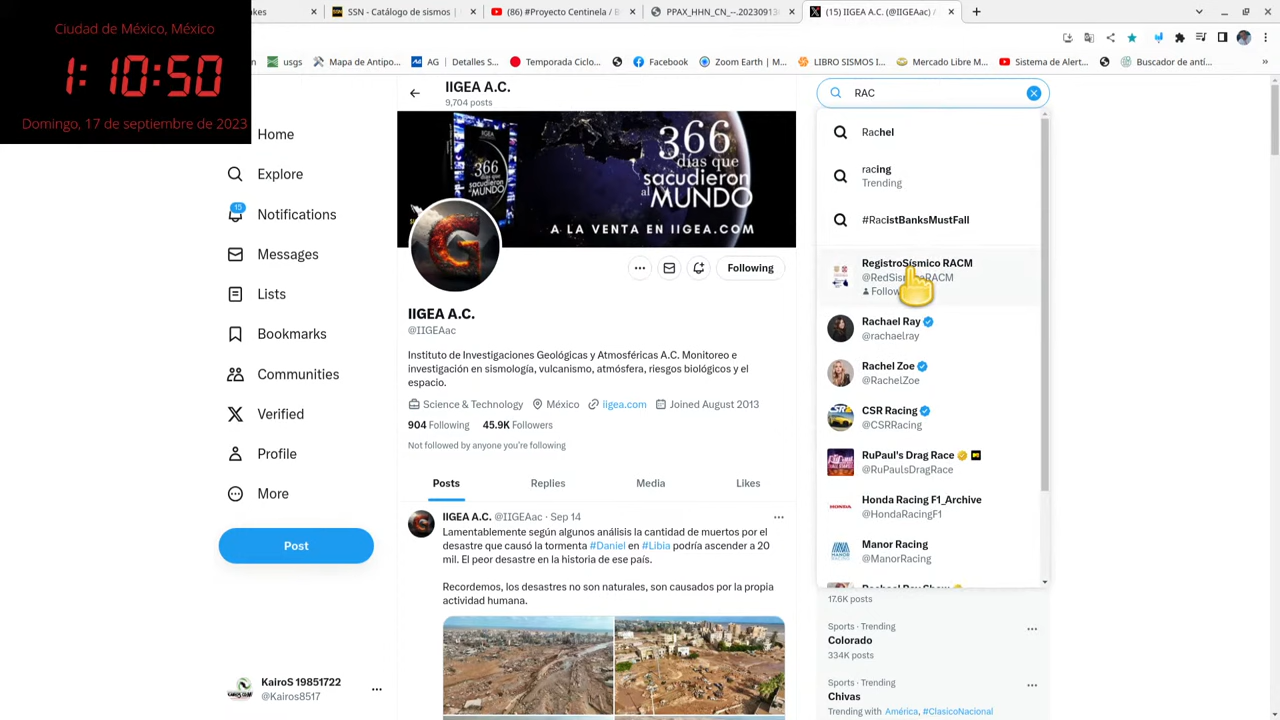 Ciudad de México, México
1: 10:50
Domingo, 17 de septiembre de 2023
SSN - Catálogo de sismos
(86) #Proyecto Centinela / B
PPAX_HHN_CN_--.20230913
(15) IIGEA A.C. (@IIGEAac) /
usgs
Mapa de Antipo...
AG | Detalles S...
Temporada Ciclo...
Facebook
Zoom Earth | M...
LIBRO SISMOS I...
Mercado Libre M...
Sistema de Alert...
Buscador de antí...
Home
Explore
15
Notifications
Messages
Lists
Bookmarks
Communities
Verified
Profile
More
Post
KairoS 19851722
@Kairos8517
IIGEA A.C.
9,704 posts
366
días que
sacudieron
al MUNDO
A LA VENTA EN IIGEA.COM
Following
IIGEA A.C.
@IIGEAac
Instituto de Investigaciones Geológicas y Atmosféricas A.C. Monitoreo e
investigación en sismología, vulcanismo, atmósfera, riesgos biológicos y el
espacio.
Science & Technology México iigea.com Joined August 2013
904 Following 45.9K Followers
Not followed by anyone you're following
Posts Replies Media Likes
IIGEA A.C. @IIGEAac · Sep 14
Lamentablemente según algunos análisis la cantidad de muertos por el
desastre que causó la tormenta #Daniel en #Libia podría ascender a 20
mil. El peor desastre en la historia de ese país.
Recordemos, los desastres no son naturales, son causados por la propia
actividad humana.
RAC
Rachel
racing
Trending
#RacistBanksMustFall
RegistroSísmico RACM
Rachael Ray
@rachaelray
Rachel Zoe
@RachelZoe
CSR Racing
@CSRRacing
RuPaul's Drag Race
@RuPaulsDragRace
Honda Racing F1_Archive
@HondaRacingF1
Manor Racing
@ManorRacing
17.6K posts
Sports · Trending
Colorado
334K posts
Sports · Trending
Chivas
Trending with América, #ClasicoNacional